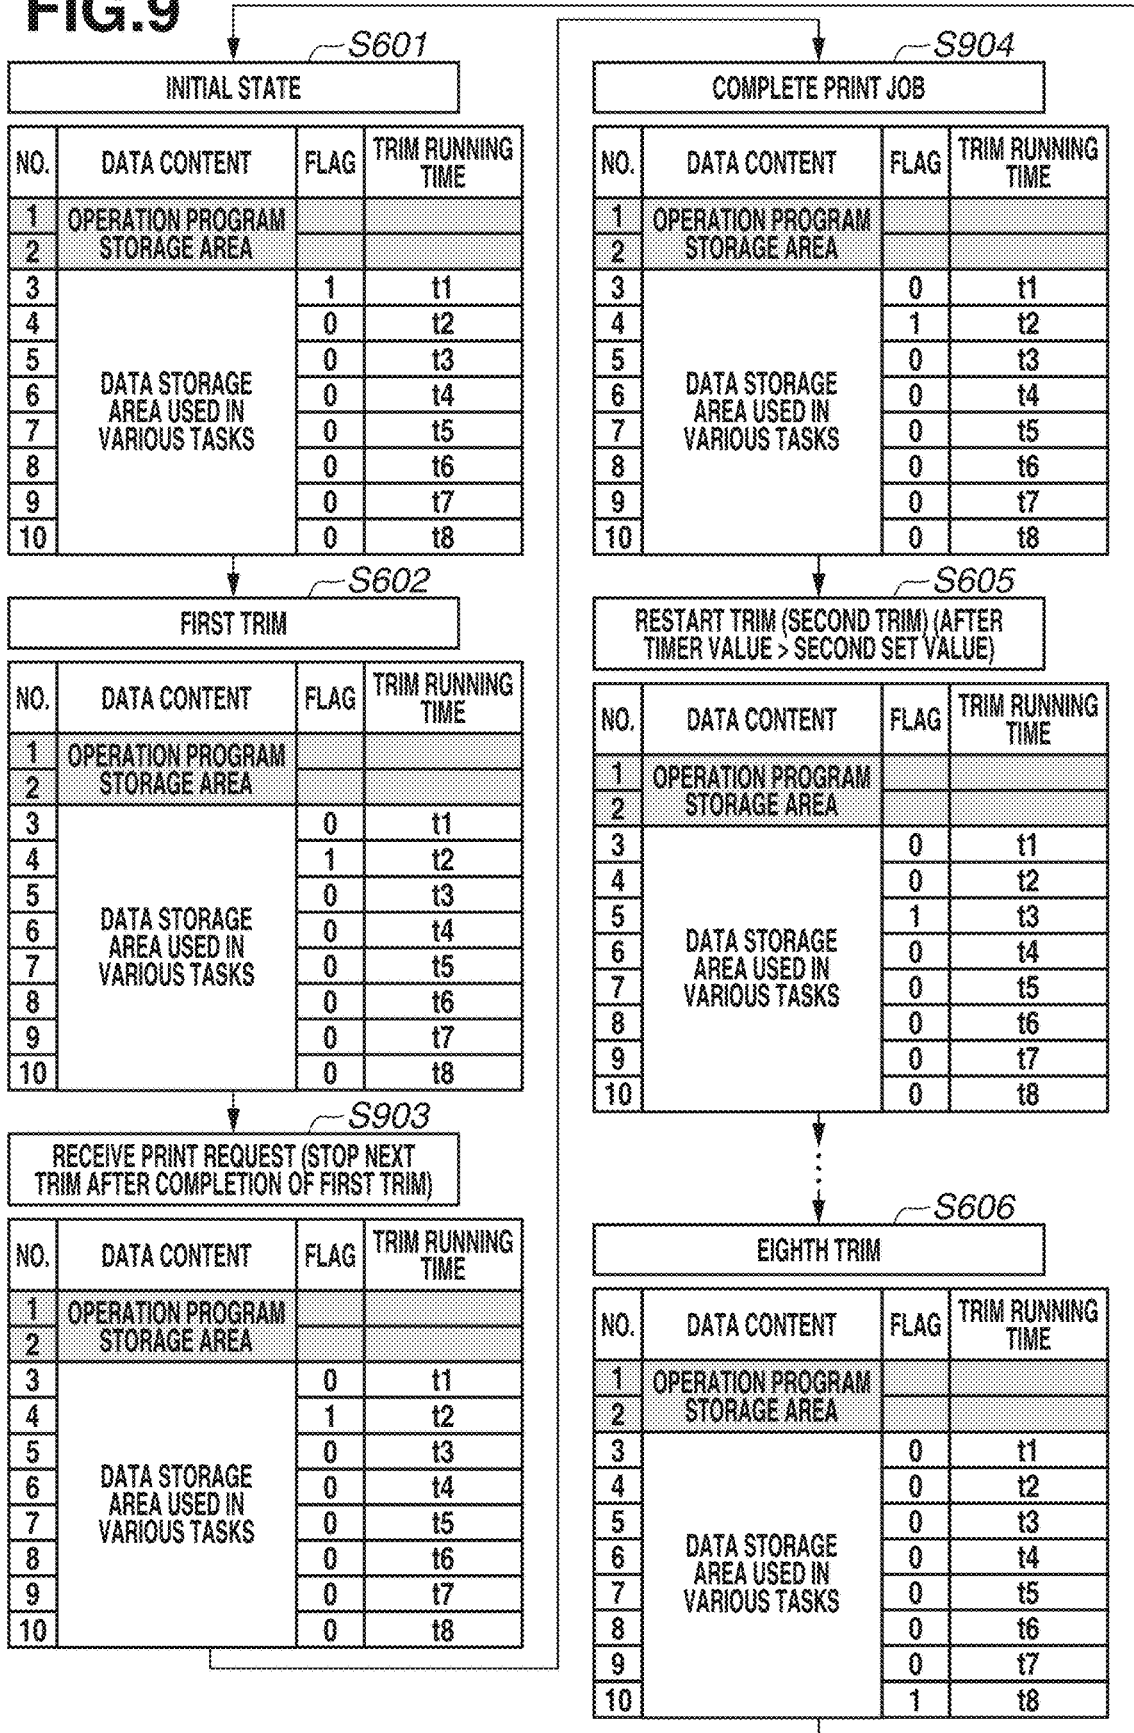 FIG.9
S601
INITIAL STATE
NO. DATA CONTENT FLAG TRIM RUNNING TIME
1 OPERATION PROGRAM
2 STORAGE AREA
3 1 t1
4 0 t2
5 0 t3
6 DATA STORAGE 0 t4
AREA USED IN
7 VARIOUS TASKS 0 t5
8 0 t6
9 0 t7
10 0 t8
S602
FIRST TRIM
NO. DATA CONTENT FLAG TRIM RUNNING TIME
1 OPERATION PROGRAM
2 STORAGE AREA
3 0 t1
4 1 t2
5 0 t3
6 DATA STORAGE 0 t4
AREA USED IN
7 VARIOUS TASKS 0 t5
8 0 t6
9 0 t7
10 0 t8
S903
RECEIVE PRINT REQUEST (STOP NEXT
TRIM AFTER COMPLETION OF FIRST TRIM)
NO. DATA CONTENT FLAG TRIM RUNNING TIME
1 OPERATION PROGRAM
2 STORAGE AREA
3 0 t1
4 1 t2
5 0 t3
6 DATA STORAGE 0 t4
AREA USED IN
7 VARIOUS TASKS 0 t5
8 0 t6
9 0 t7
10 0 t8
S904
COMPLETE PRINT JOB
NO. DATA CONTENT FLAG TRIM RUNNING TIME
1 OPERATION PROGRAM
2 STORAGE AREA
3 0 t1
4 1 t2
5 0 t3
6 DATA STORAGE 0 t4
AREA USED IN
7 VARIOUS TASKS 0 t5
8 0 t6
9 0 t7
10 0 t8
S605
RESTART TRIM (SECOND TRIM) (AFTER
TIMER VALUE > SECOND SET VALUE)
NO. DATA CONTENT FLAG TRIM RUNNING TIME
1 OPERATION PROGRAM
2 STORAGE AREA
3 0 t1
4 0 t2
5 1 t3
6 DATA STORAGE 0 t4
AREA USED IN
7 VARIOUS TASKS 0 t5
8 0 t6
9 0 t7
10 0 t8
S606
EIGHTH TRIM
NO. DATA CONTENT FLAG TRIM RUNNING TIME
1 OPERATION PROGRAM
2 STORAGE AREA
3 0 t1
4 0 t2
5 0 t3
6 DATA STORAGE 0 t4
AREA USED IN
7 VARIOUS TASKS 0 t5
8 0 t6
9 0 t7
10 1 t8